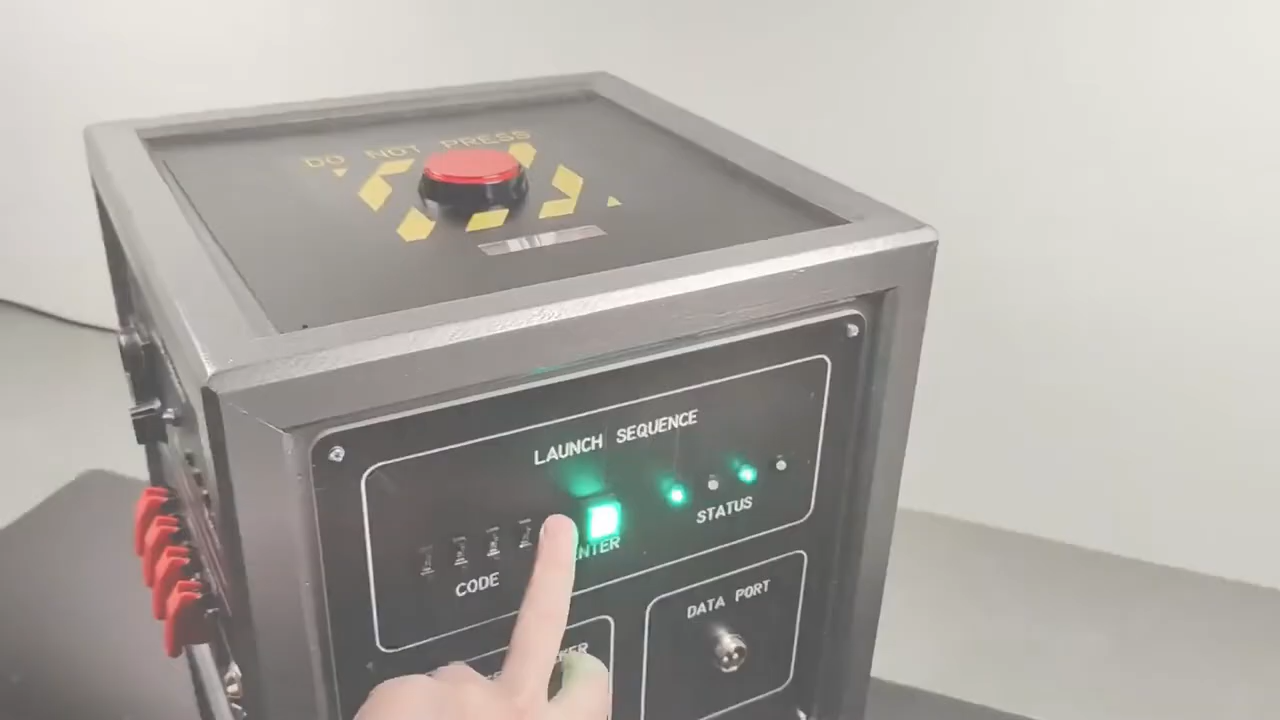 DO NOT PRESS
LAUNCH SEQUENCE
CODE
ENTER
STATUS
DATA PORT